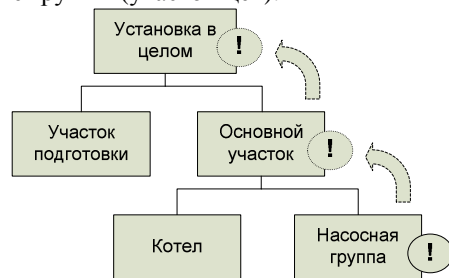 Установка в
целом
!
Участок
подготовки
Основной
участок
!
Котел
Насосная
группа
!